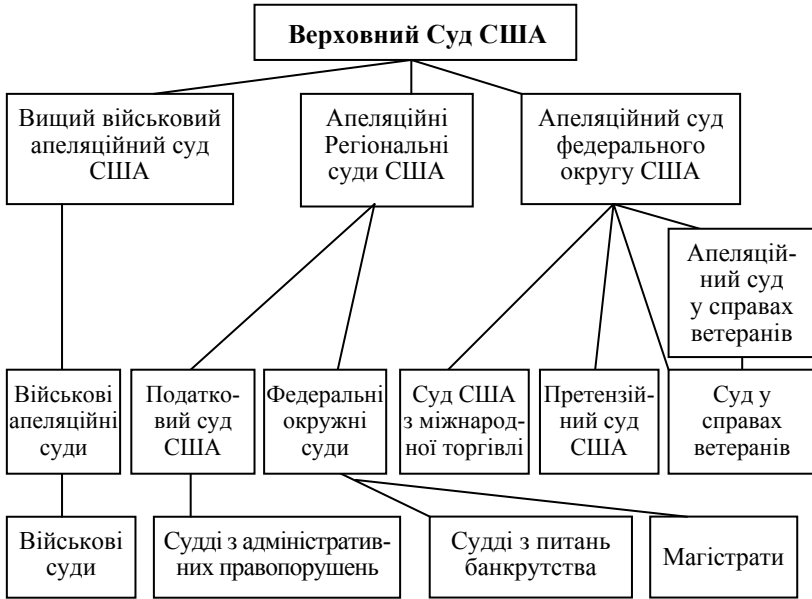 Верховний Суд США
Вищий військовий
апеляційний суд
США
Апеляційні
Регіональні
суди США
Апеляційний суд
федерального
округу США
Апеляцій-
ний суд
у справах
ветеранів
Військові
апеляційні
суди
Податко-
вий суд
США
Федеральні
окружні
суди
Суд США
з міжнарод-
ної торгівлі
Претензій-
ний суд
США
Суд у
справах
ветеранів
Військові
суди
Судді з адміністратив-
них правопорушень
Судді з питань
банкрутства
Магістрати